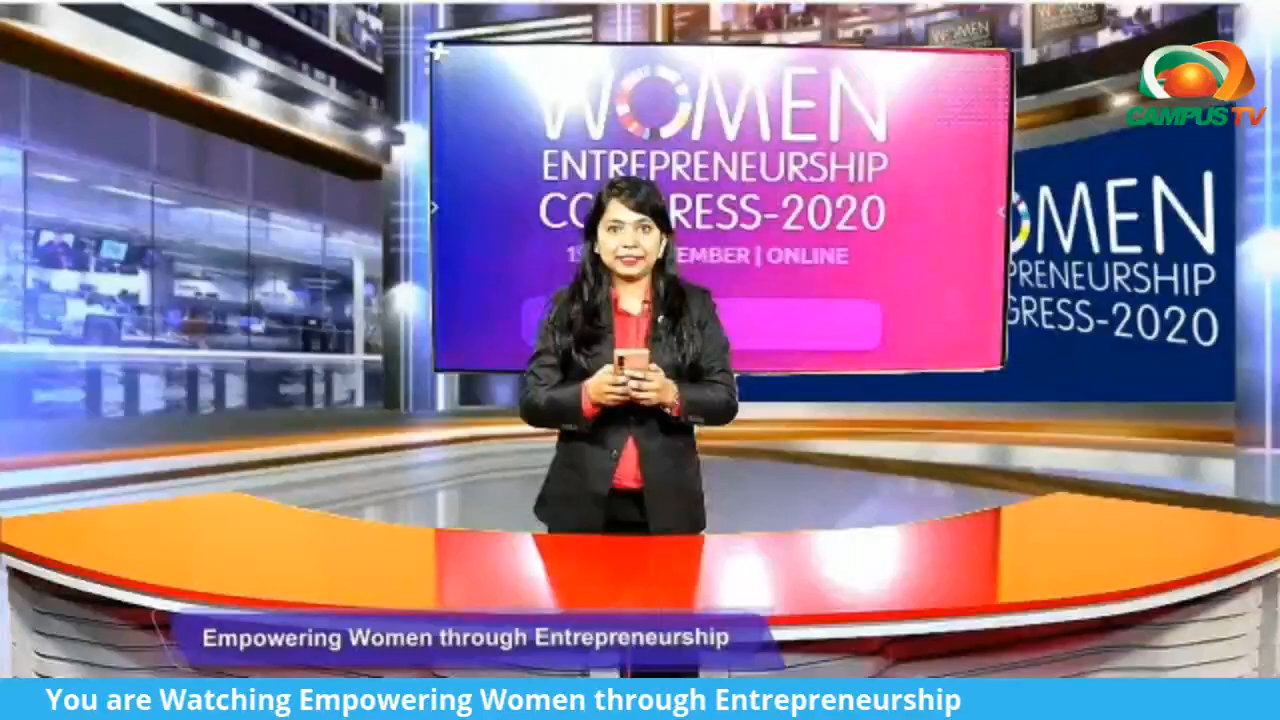 WOMEN
ENTREPRENEURSHIP
CO RESS-2020
EMBER | ONLINE
CAMPUS TV
WOMEN
OMEN
PRENEURSHIP
GRESS-2020
Empowering Women through Entrepreneurship
You are Watching Empowering Women through Entrepreneurship